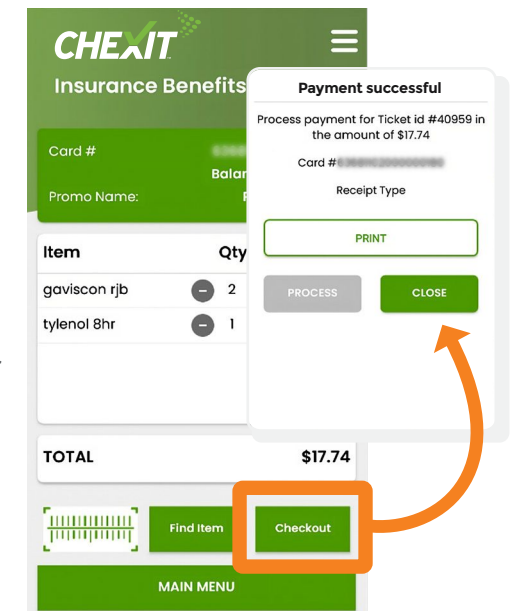 CHEXIT
Insurance Benefits
Card #
Balan
Promo Name:
Item Qty
gaviscon rjb 2
tylenol 8hr 1
TOTAL $17.74
Find Item
Checkout
MAIN MENU
Payment successful
Process payment for Ticket id #40959 in
the amount of $17.74
Card #
Receipt Type
PRINT
PROCESS
CLOSE